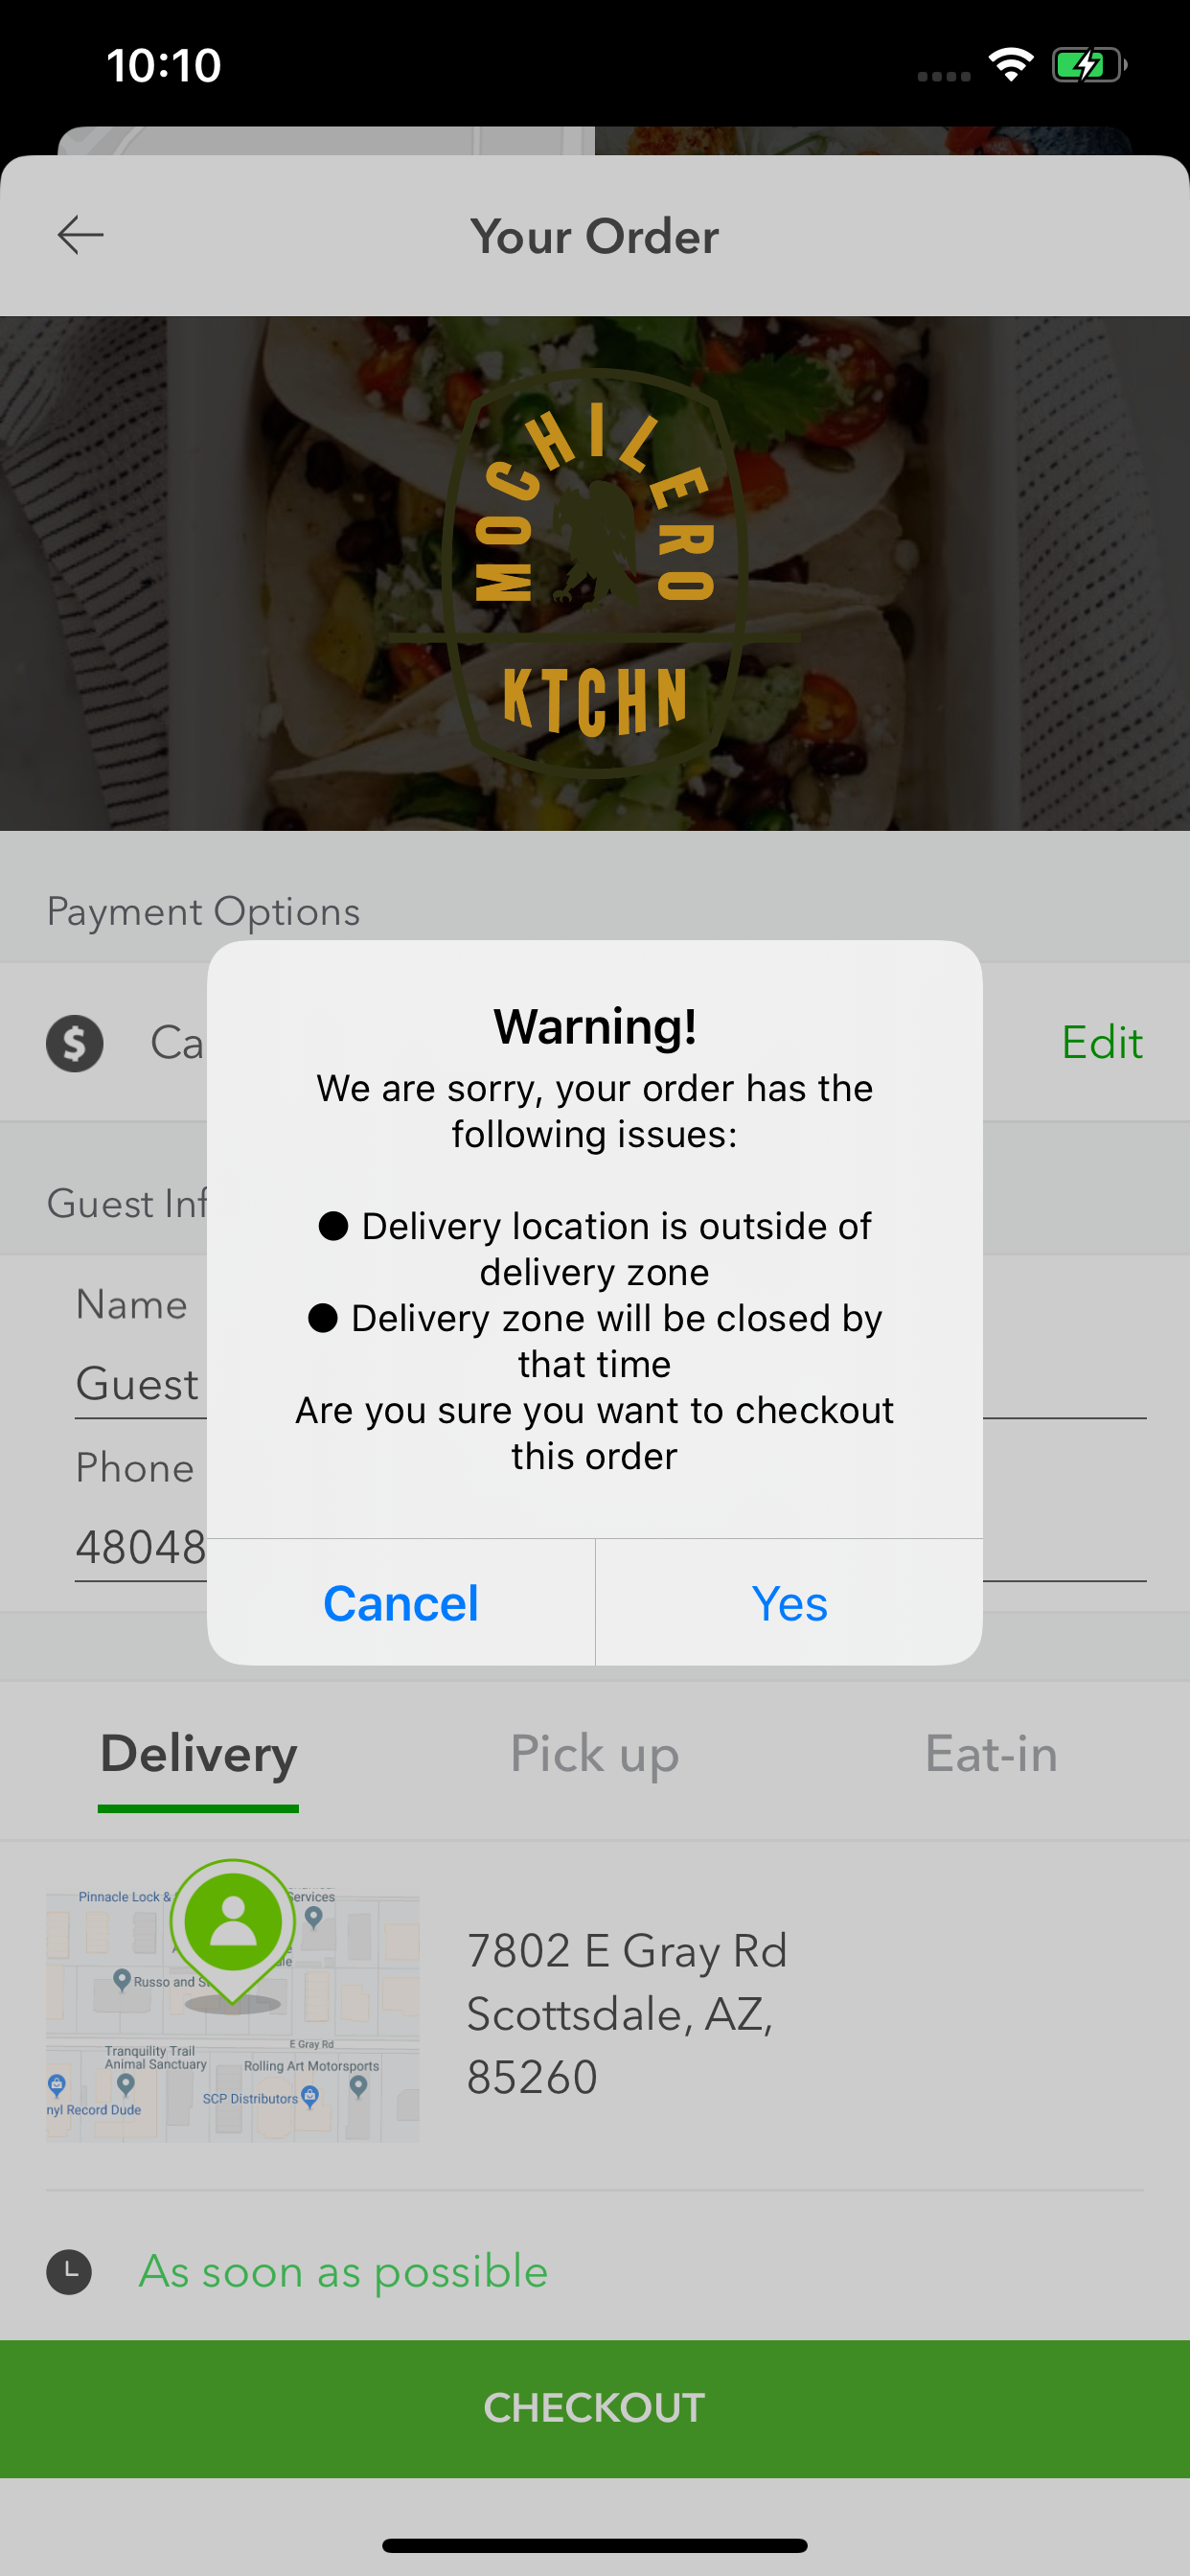 10:10
Your Order
MOCHILERO
KTCHN
Payment Options
Edit
Warning!
We are sorry, your order has the
following issues:
● Delivery location is outside of
delivery zone
● Delivery zone will be closed by
that time
Are you sure you want to checkout
this order
Cancel
Yes
Guest
Name
Guest
Phone
48048
Delivery
Pick up
Eat-in
Pinnacle Lock &
Services
Russo and
E Gray Rd
Tranquility Trail
Animal Sanctuary
Rolling Art Motorsports
SCP Distributors
nyl Record Dude
7802 E Gray Rd
Scottsdale, AZ,
85260
As soon as possible
CHECKOUT